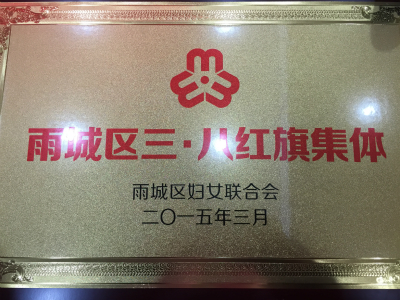 雨城区三·八红旗集体
雨城区妇女联合会
二〇一五年三月